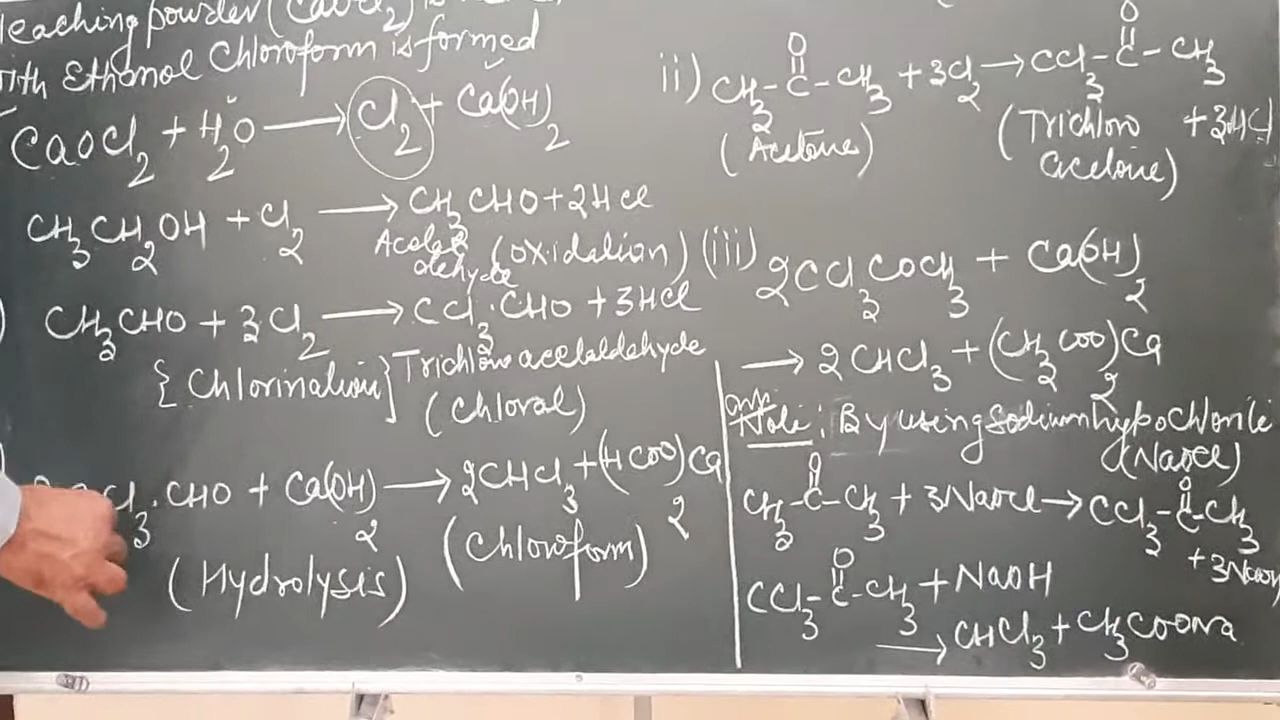 leaching powder (CaOCl₂) is
ith Ethanol Chloroform is formed
CaOCl₂ + H₂O ⟶ Cl₂ + Ca(OH)₂
CH₃CH₂OH + Cl₂ ⟶ CH₃CHO + 2HCl
Acetaldehyde (oxidation)
CH₃CHO + 3Cl₂ ⟶ CCl₃·CHO + 3HCl
{Chlorination} Trichloroacetaldehyde
(Chloral)
Cl₃·CHO + Ca(OH)₂ ⟶ 2CHCl₃ + (HCOO)₂Ca
(Hydrolysis) (Chloroform)
ii) CH₃-C(=O)-CH₃ + 3Cl₂ ⟶ CCl₃-C(=O)-CH₃
(Acetone) (Trichloro acetone) + 3HCl
(iii) 2CCl₃COCH₃ + Ca(OH)₂
⟶ 2CHCl₃ + (CH₃COO)₂Ca
Note: By using Sodium hypochlorite
(NaOCl)
CH₃-C(=O)-CH₃ + 3NaOCl ⟶ CCl₃-C(=O)-CH₃
+ 3NaOH
CCl₃-C(=O)-CH₃ + NaOH
⟶ CHCl₃ + CH₃COONa